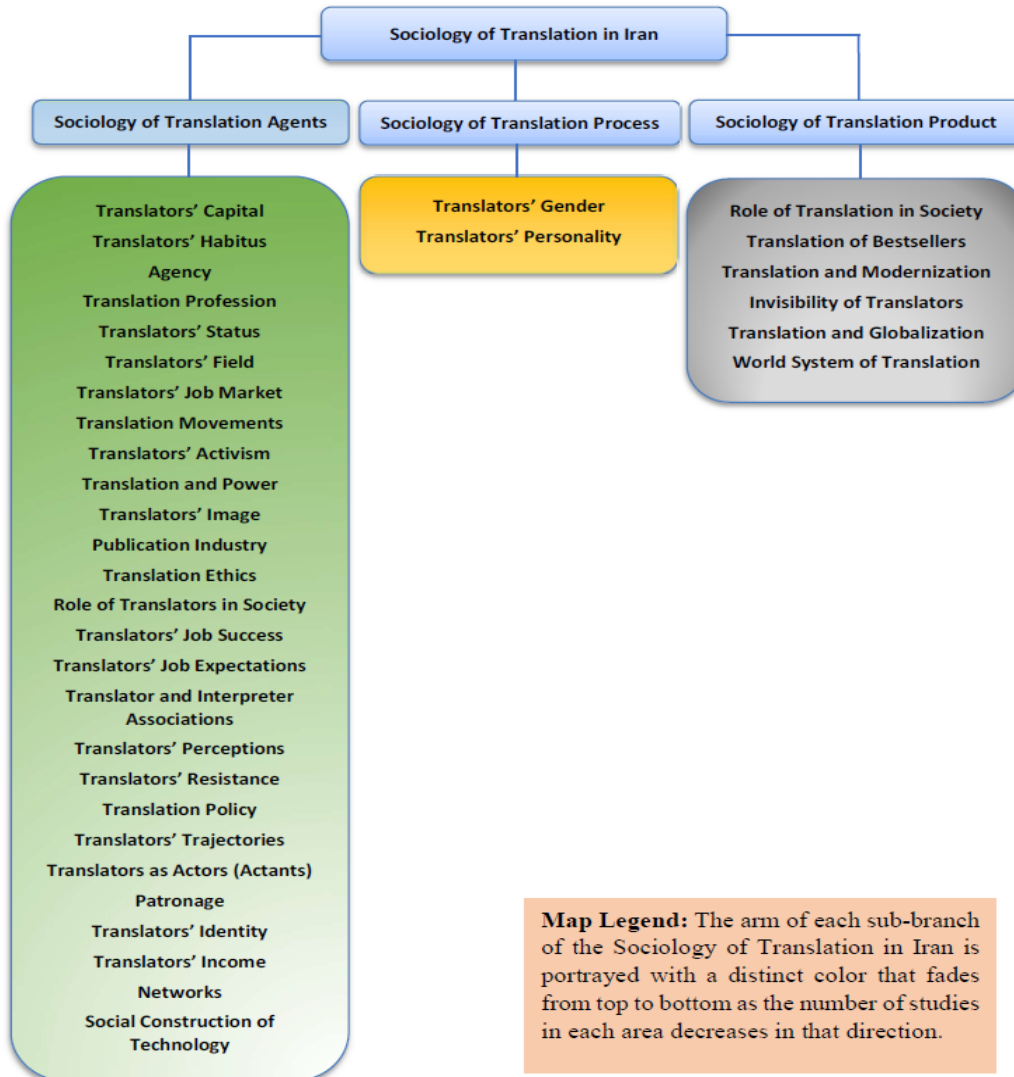 Sociology of Translation in Iran
Sociology of Translation Agents
Sociology of Translation Process
Sociology of Translation Product
Translators’ Capital
Translators’ Habitus
Agency
Translation Profession
Translators’ Status
Translators’ Field
Translators’ Job Market
Translation Movements
Translators’ Activism
Translation and Power
Translators’ Image
Publication Industry
Translation Ethics
Role of Translators in Society
Translators’ Job Success
Translators’ Job Expectations
Translator and Interpreter
Associations
Translators’ Perceptions
Translators’ Resistance
Translation Policy
Translators’ Trajectories
Translators as Actors (Actants)
Patronage
Translators’ Identity
Translators’ Income
Networks
Social Construction of
Technology
Translators’ Gender
Translators’ Personality
Role of Translation in Society
Translation of Bestsellers
Translation and Modernization
Invisibility of Translators
Translation and Globalization
World System of Translation
Map Legend: The arm of each sub-branch
of the Sociology of Translation in Iran is
portrayed with a distinct color that fades
from top to bottom as the number of studies
in each area decreases in that direction.